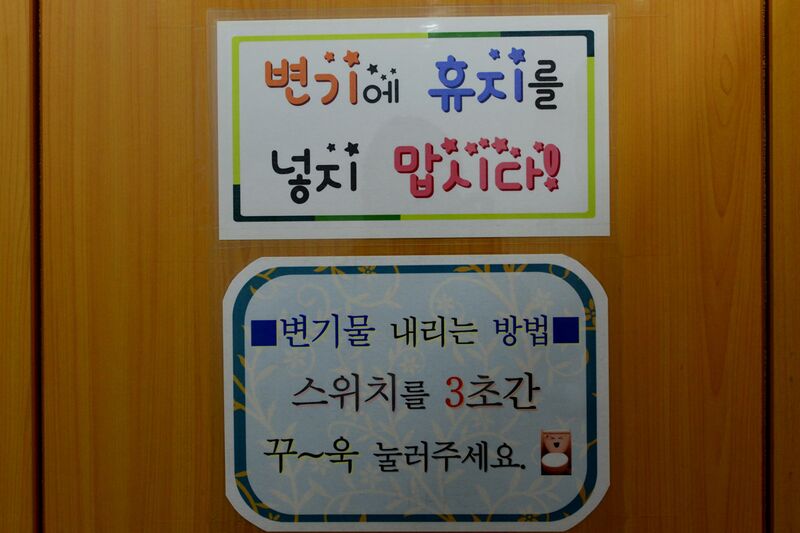 변기에 휴지를
넣지 맙시다!
■변기물 내리는 방법■
스위치를 3초간
꾸~욱 눌러주세요.